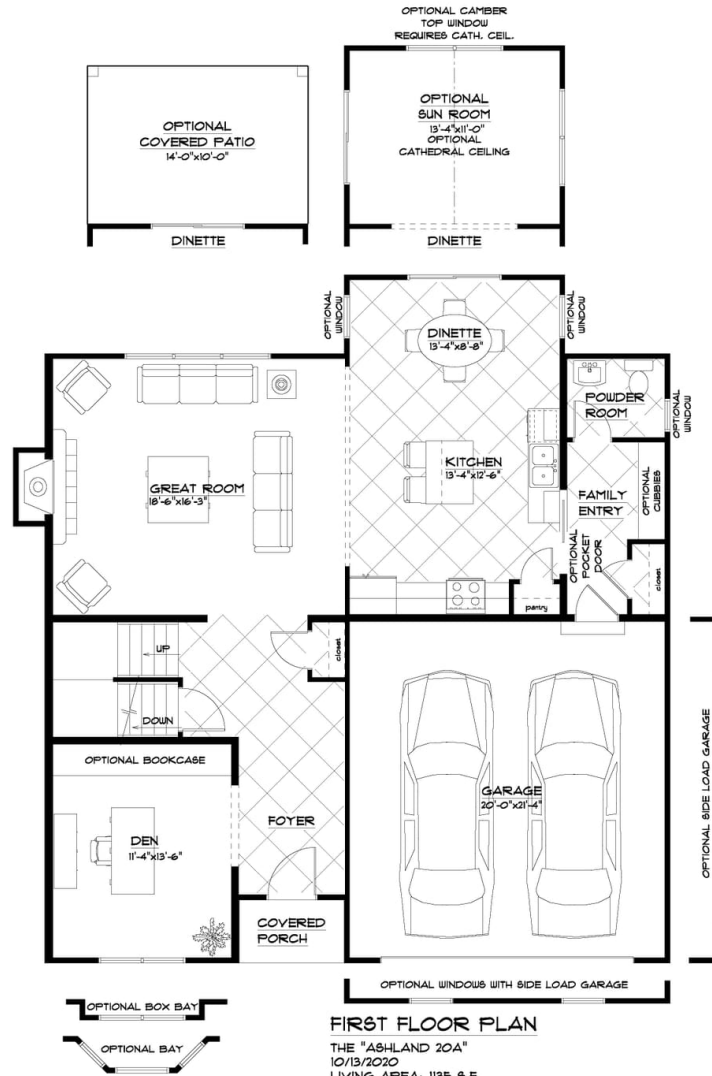 OPTIONAL CAMBER
TOP WINDOW
REQUIRES CATH. CEIL.
OPTIONAL
COVERED PATIO
14'-0"x10'-0"
DINETTE
OPTIONAL
SUN ROOM
13'-4"x11'-0"
OPTIONAL
CATHEDRAL CEILING
DINETTE
OPTIONAL
WINDOW
DINETTE
13'-4"x8'-8"
OPTIONAL
WINDOW
POWDER
ROOM
OPTIONAL
WINDOW
GREAT ROOM
18'-6"x16'-3"
KITCHEN
13'-4"x12'-6"
FAMILY
ENTRY
OPTIONAL
CUBBIES
OPTIONAL
POCKET
DOOR
closet
pantry
UP
closet
DOWN
OPTIONAL BOOKCASE
DEN
11'-4"x13'-6"
FOYER
GARAGE
20'-0"x21'-4"
OPTIONAL SIDE LOAD GARAGE
COVERED
PORCH
OPTIONAL WINDOWS WITH SIDE LOAD GARAGE
OPTIONAL BOX BAY
OPTIONAL BAY
FIRST FLOOR PLAN
THE "ASHLAND 20A"
10/13/2020
LIVING AREA: 1135 S.F.